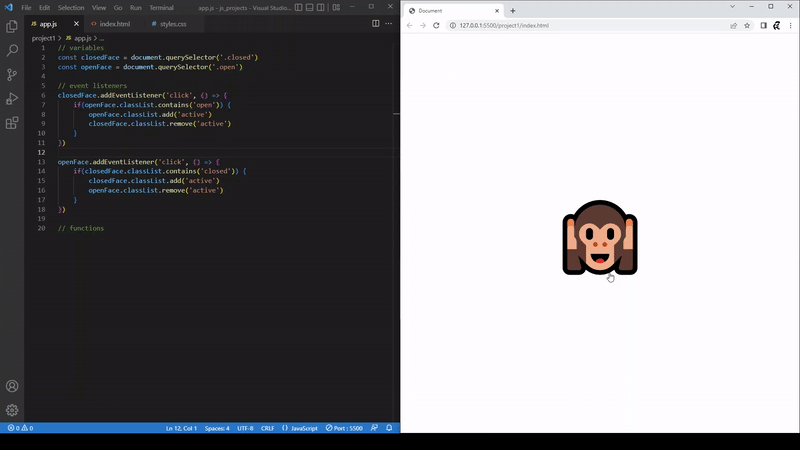 File Edit Selection View Go Run Terminal app.js - js_projects - Visual Studio...
app.js index.html styles.css
project1 > app.js > ...
1 // variables
2 const closedFace = document.querySelector('.closed')
3 const openFace = document.querySelector('.open')
4
5 // event listeners
6 closedFace.addEventListener('click', () => {
7 if(openFace.classList.contains('open')) {
8 openFace.classList.add('active')
9 closedFace.classList.remove('active')
10 }
11 })
12
13 openFace.addEventListener('click', () => {
14 if(closedFace.classList.contains('closed')) {
15 closedFace.classList.add('active')
16 openFace.classList.remove('active')
17 }
18 })
19
20 // functions
0 0 Ln 12, Col 1 Spaces: 4 UTF-8 CRLF {} JavaScript Port : 5500
Document
127.0.0.1:5500/project1/index.html